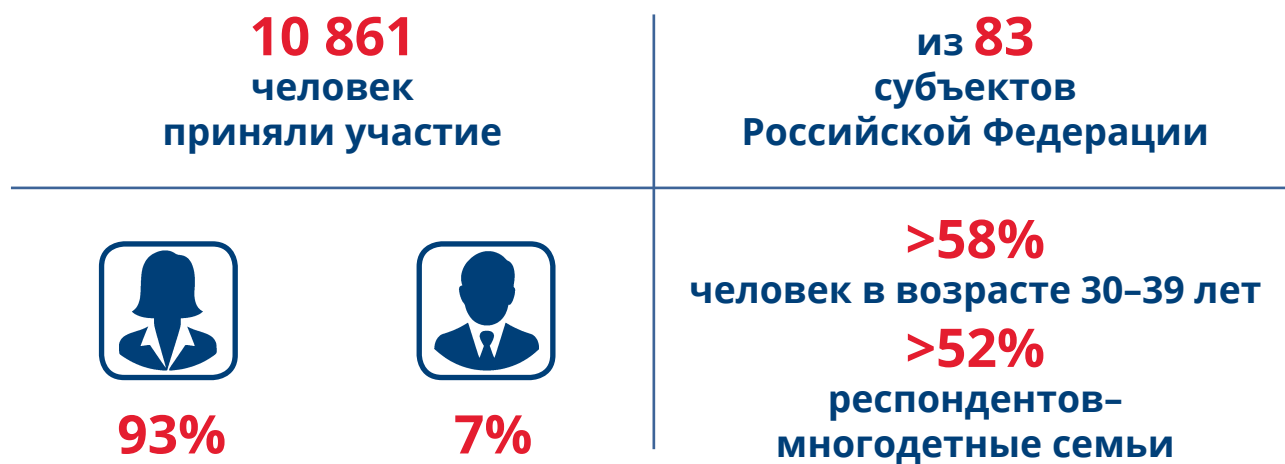 10 861
человек
приняли участие
из 83
субъектов
Российской Федерации
93%
7%
>58%
человек в возрасте 30–39 лет
>52%
респондентов–
многодетные семьи